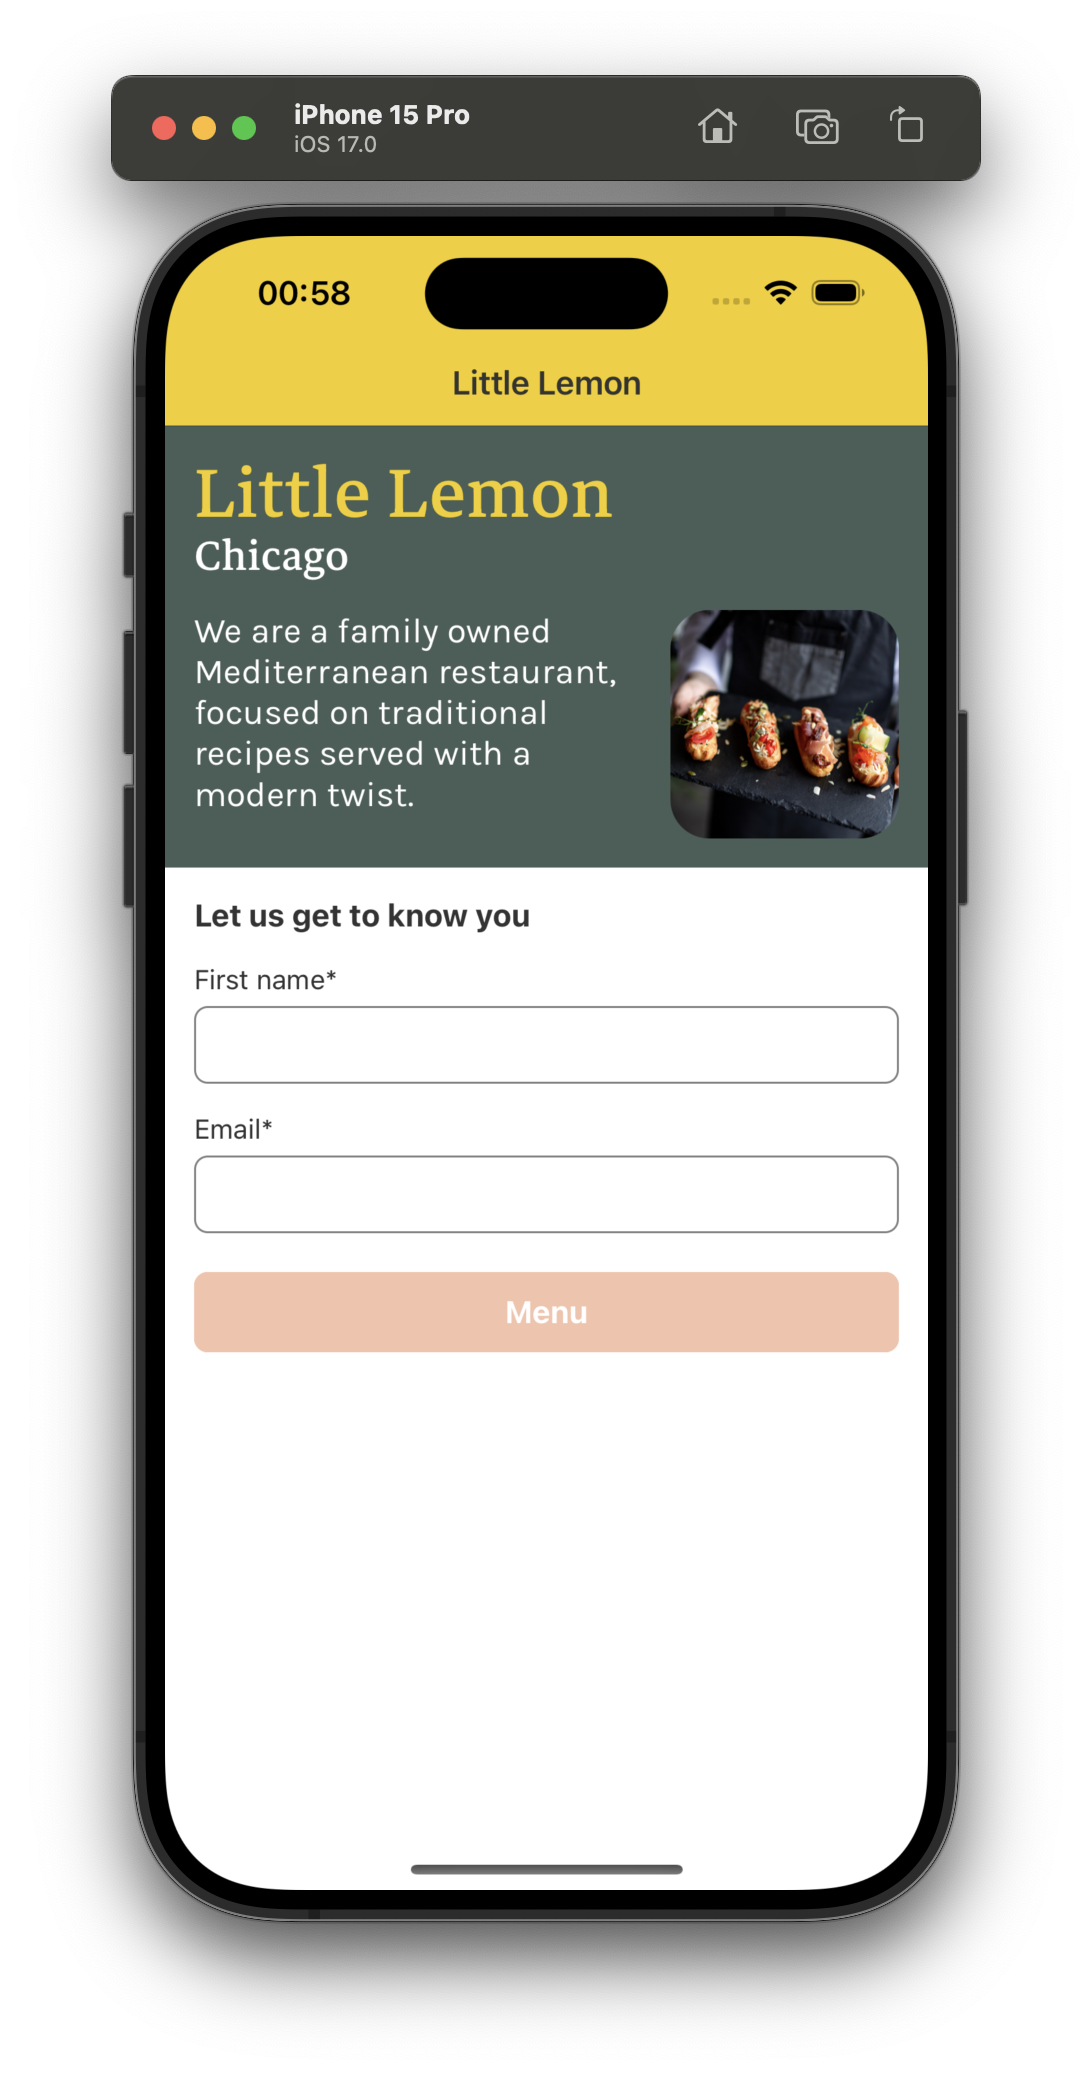 iPhone 15 Pro
iOS 17.0
00:58
Little Lemon
Little Lemon
Chicago
We are a family owned
Mediterranean restaurant,
focused on traditional
recipes served with a
modern twist.
Let us get to know you
First name*
Email*
Menu